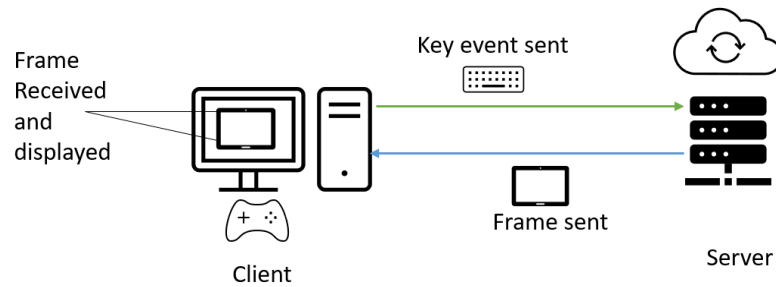 Key event sent
Frame
Received
and
displayed
Frame sent
Server
Client